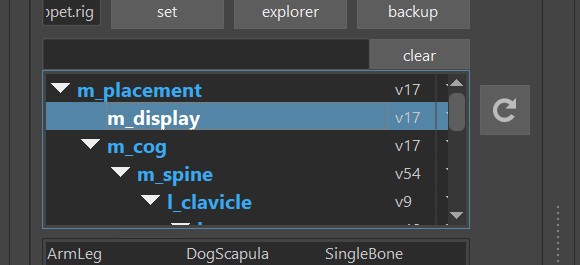 ppet.rig set explorer backup
clear
m_placement v17
m_display v17
m_cog v17
m_spine v54
l_clavicle v9
ArmLeg DogScapula SingleBone